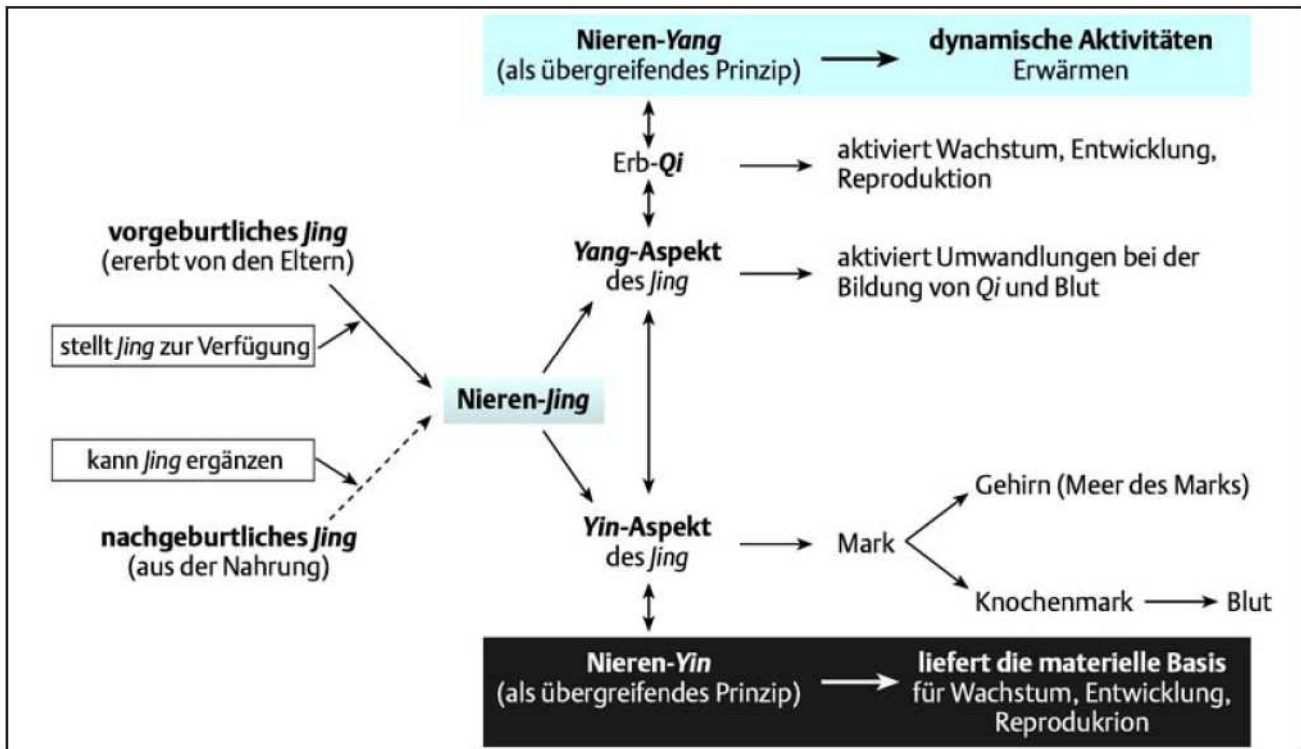 Nieren-Yang
(als übergreifendes Prinzip)
dynamische Aktivitäten
Erwärmen
Erb-Qi
aktiviert Wachstum, Entwicklung,
Reproduktion
vorgeburtliches Jing
(ererbt von den Eltern)
Yang-Aspekt
des Jing
aktiviert Umwandlungen bei der
Bildung von Qi und Blut
stellt Jing zur Verfügung
Nieren-Jing
kann Jing ergänzen
nachgeburtliches Jing
(aus der Nahrung)
Yin-Aspekt
des Jing
Mark
Gehirn (Meer des Marks)
Knochenmark
Blut
Nieren-Yin
(als übergreifendes Prinzip)
liefert die materielle Basis
für Wachstum, Entwicklung,
Reprodukrion